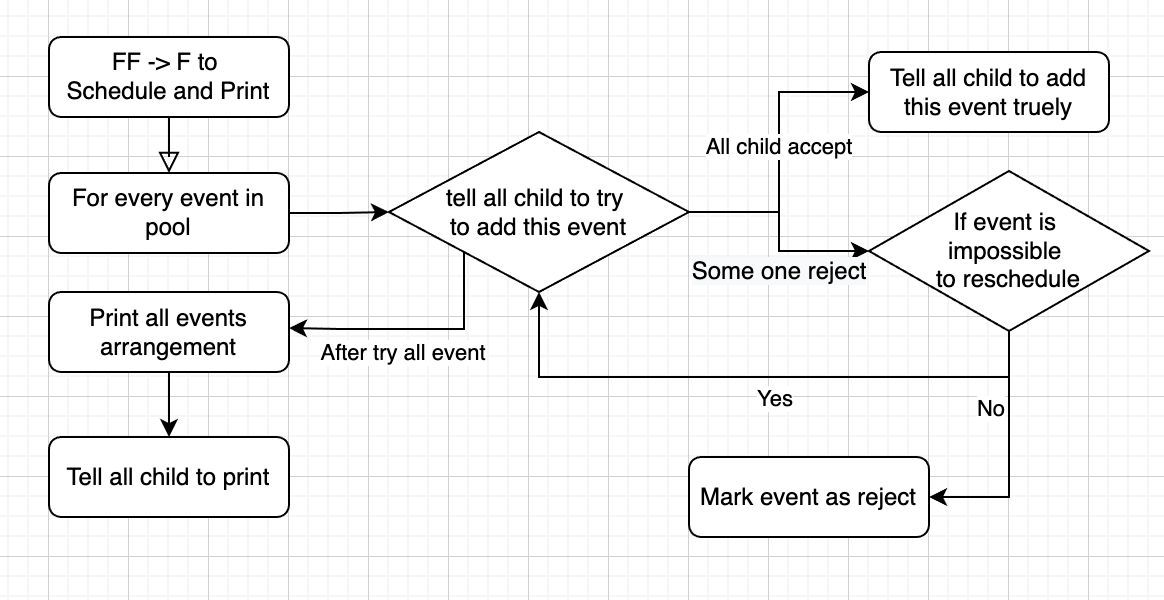 FF -> F to
Schedule and Print
For every event in
pool
Print all events
arrangement
Tell all child to print
tell all child to try
to add this event
After try all event
All child accept
Some one reject
Tell all child to add
this event truely
If event is
impossible
to reschedule
Yes
No
Mark event as reject